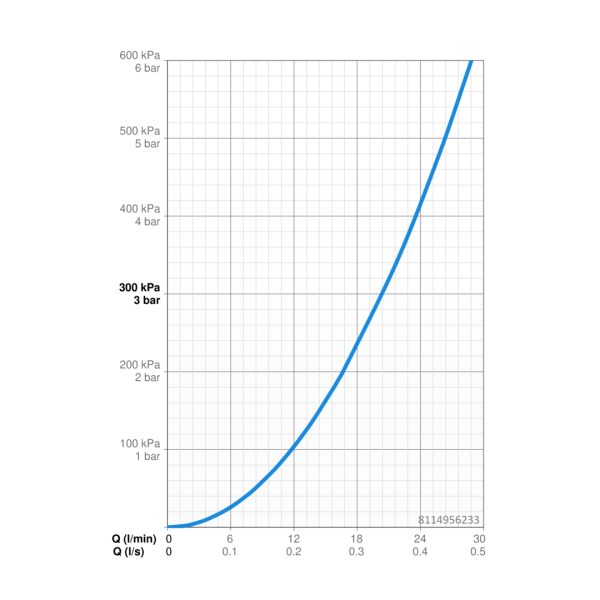 600 kPa
6 bar
500 kPa
5 bar
400 kPa
4 bar
300 kPa
3 bar
200 kPa
2 bar
100 kPa
1 bar
8114956233
Q (l/min) 0 6 12 18 24 30
Q (l/s) 0 0.1 0.2 0.3 0.4 0.5